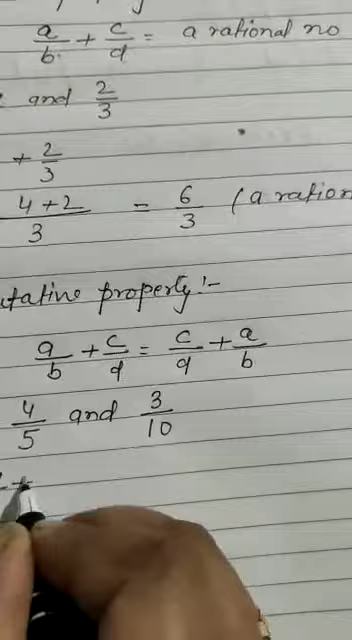 a/b + c/d = a rational no
and 2/3
+ 2/3
4+2/3 = 6/3 (a ration
tative property:-
a/b + c/d = c/d + a/b
4/5 and 3/10
+